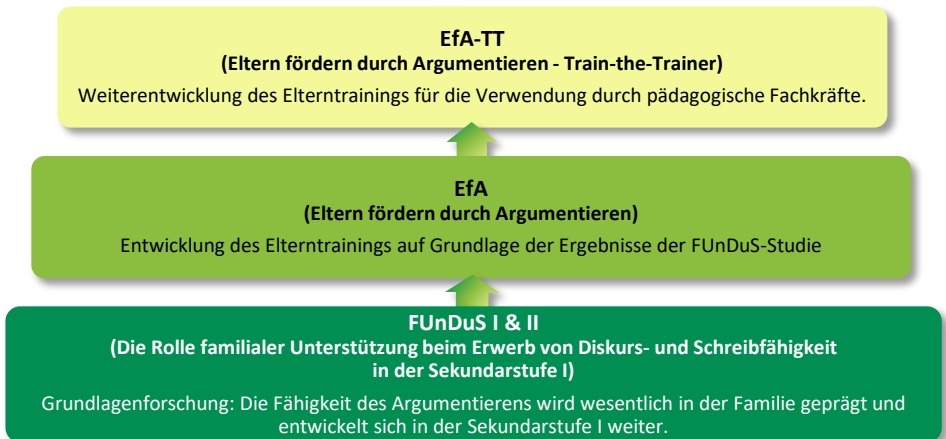 EfA-TT
(Eltern fördern durch Argumentieren - Train-the-Trainer)
Weiterentwicklung des Elterntrainings für die Verwendung durch pädagogische Fachkräfte.
EfA
(Eltern fördern durch Argumentieren)
Entwicklung des Elterntrainings auf Grundlage der Ergebnisse der FUnDuS-Studie
FUnDuS I & II
(Die Rolle familialer Unterstützung beim Erwerb von Diskurs- und Schreibfähigkeit
in der Sekundarstufe I)
Grundlagenforschung: Die Fähigkeit des Argumentierens wird wesentlich in der Familie geprägt und
entwickelt sich in der Sekundarstufe I weiter.